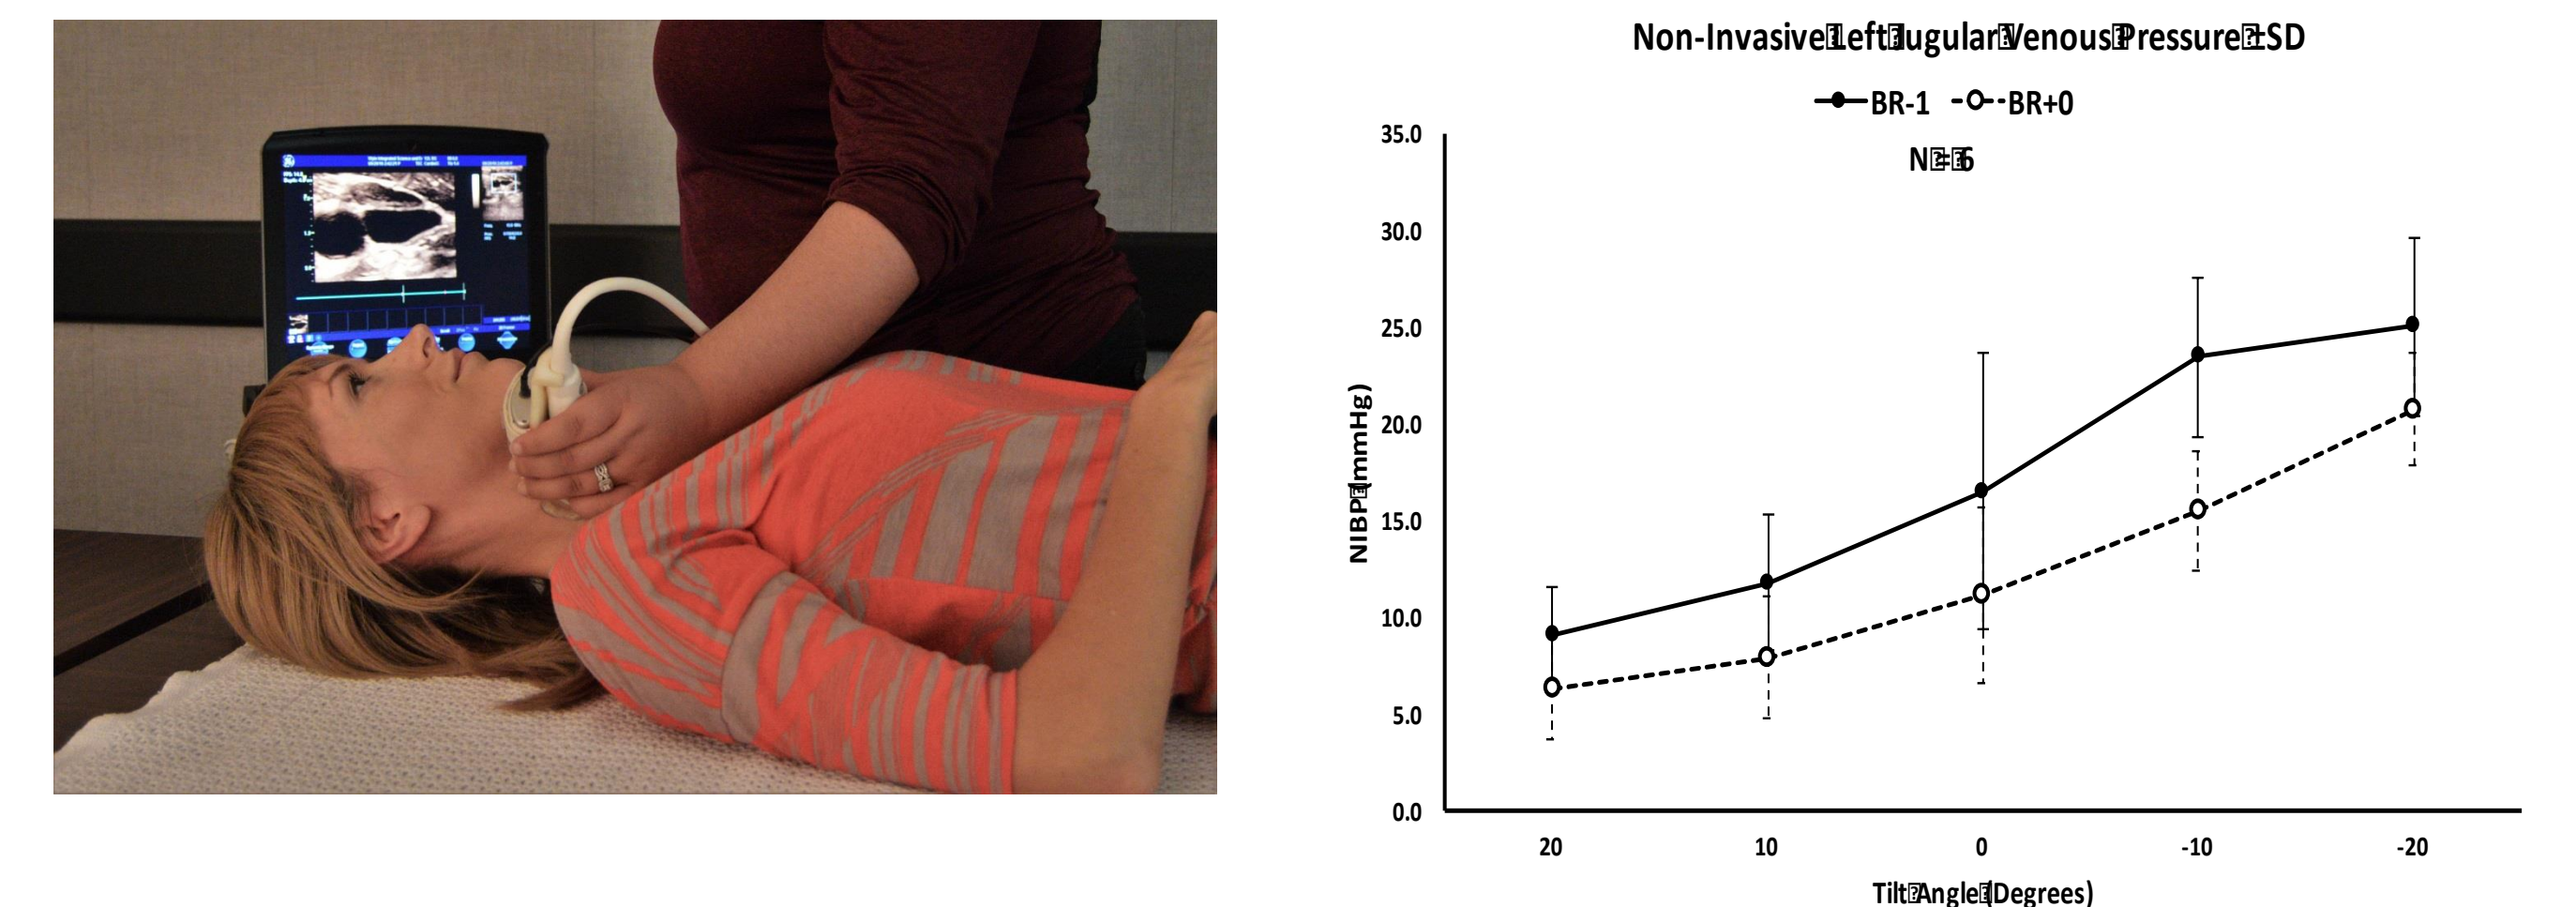 Non-Invasive Left Jugular Venous Pressure ±SD
BR-1 BR+0
N = 6
35.0
30.0
25.0
20.0
15.0
10.0
5.0
0.0
NIBP (mmHg)
20 10 0 -10 -20
Tilt Angle (Degrees)